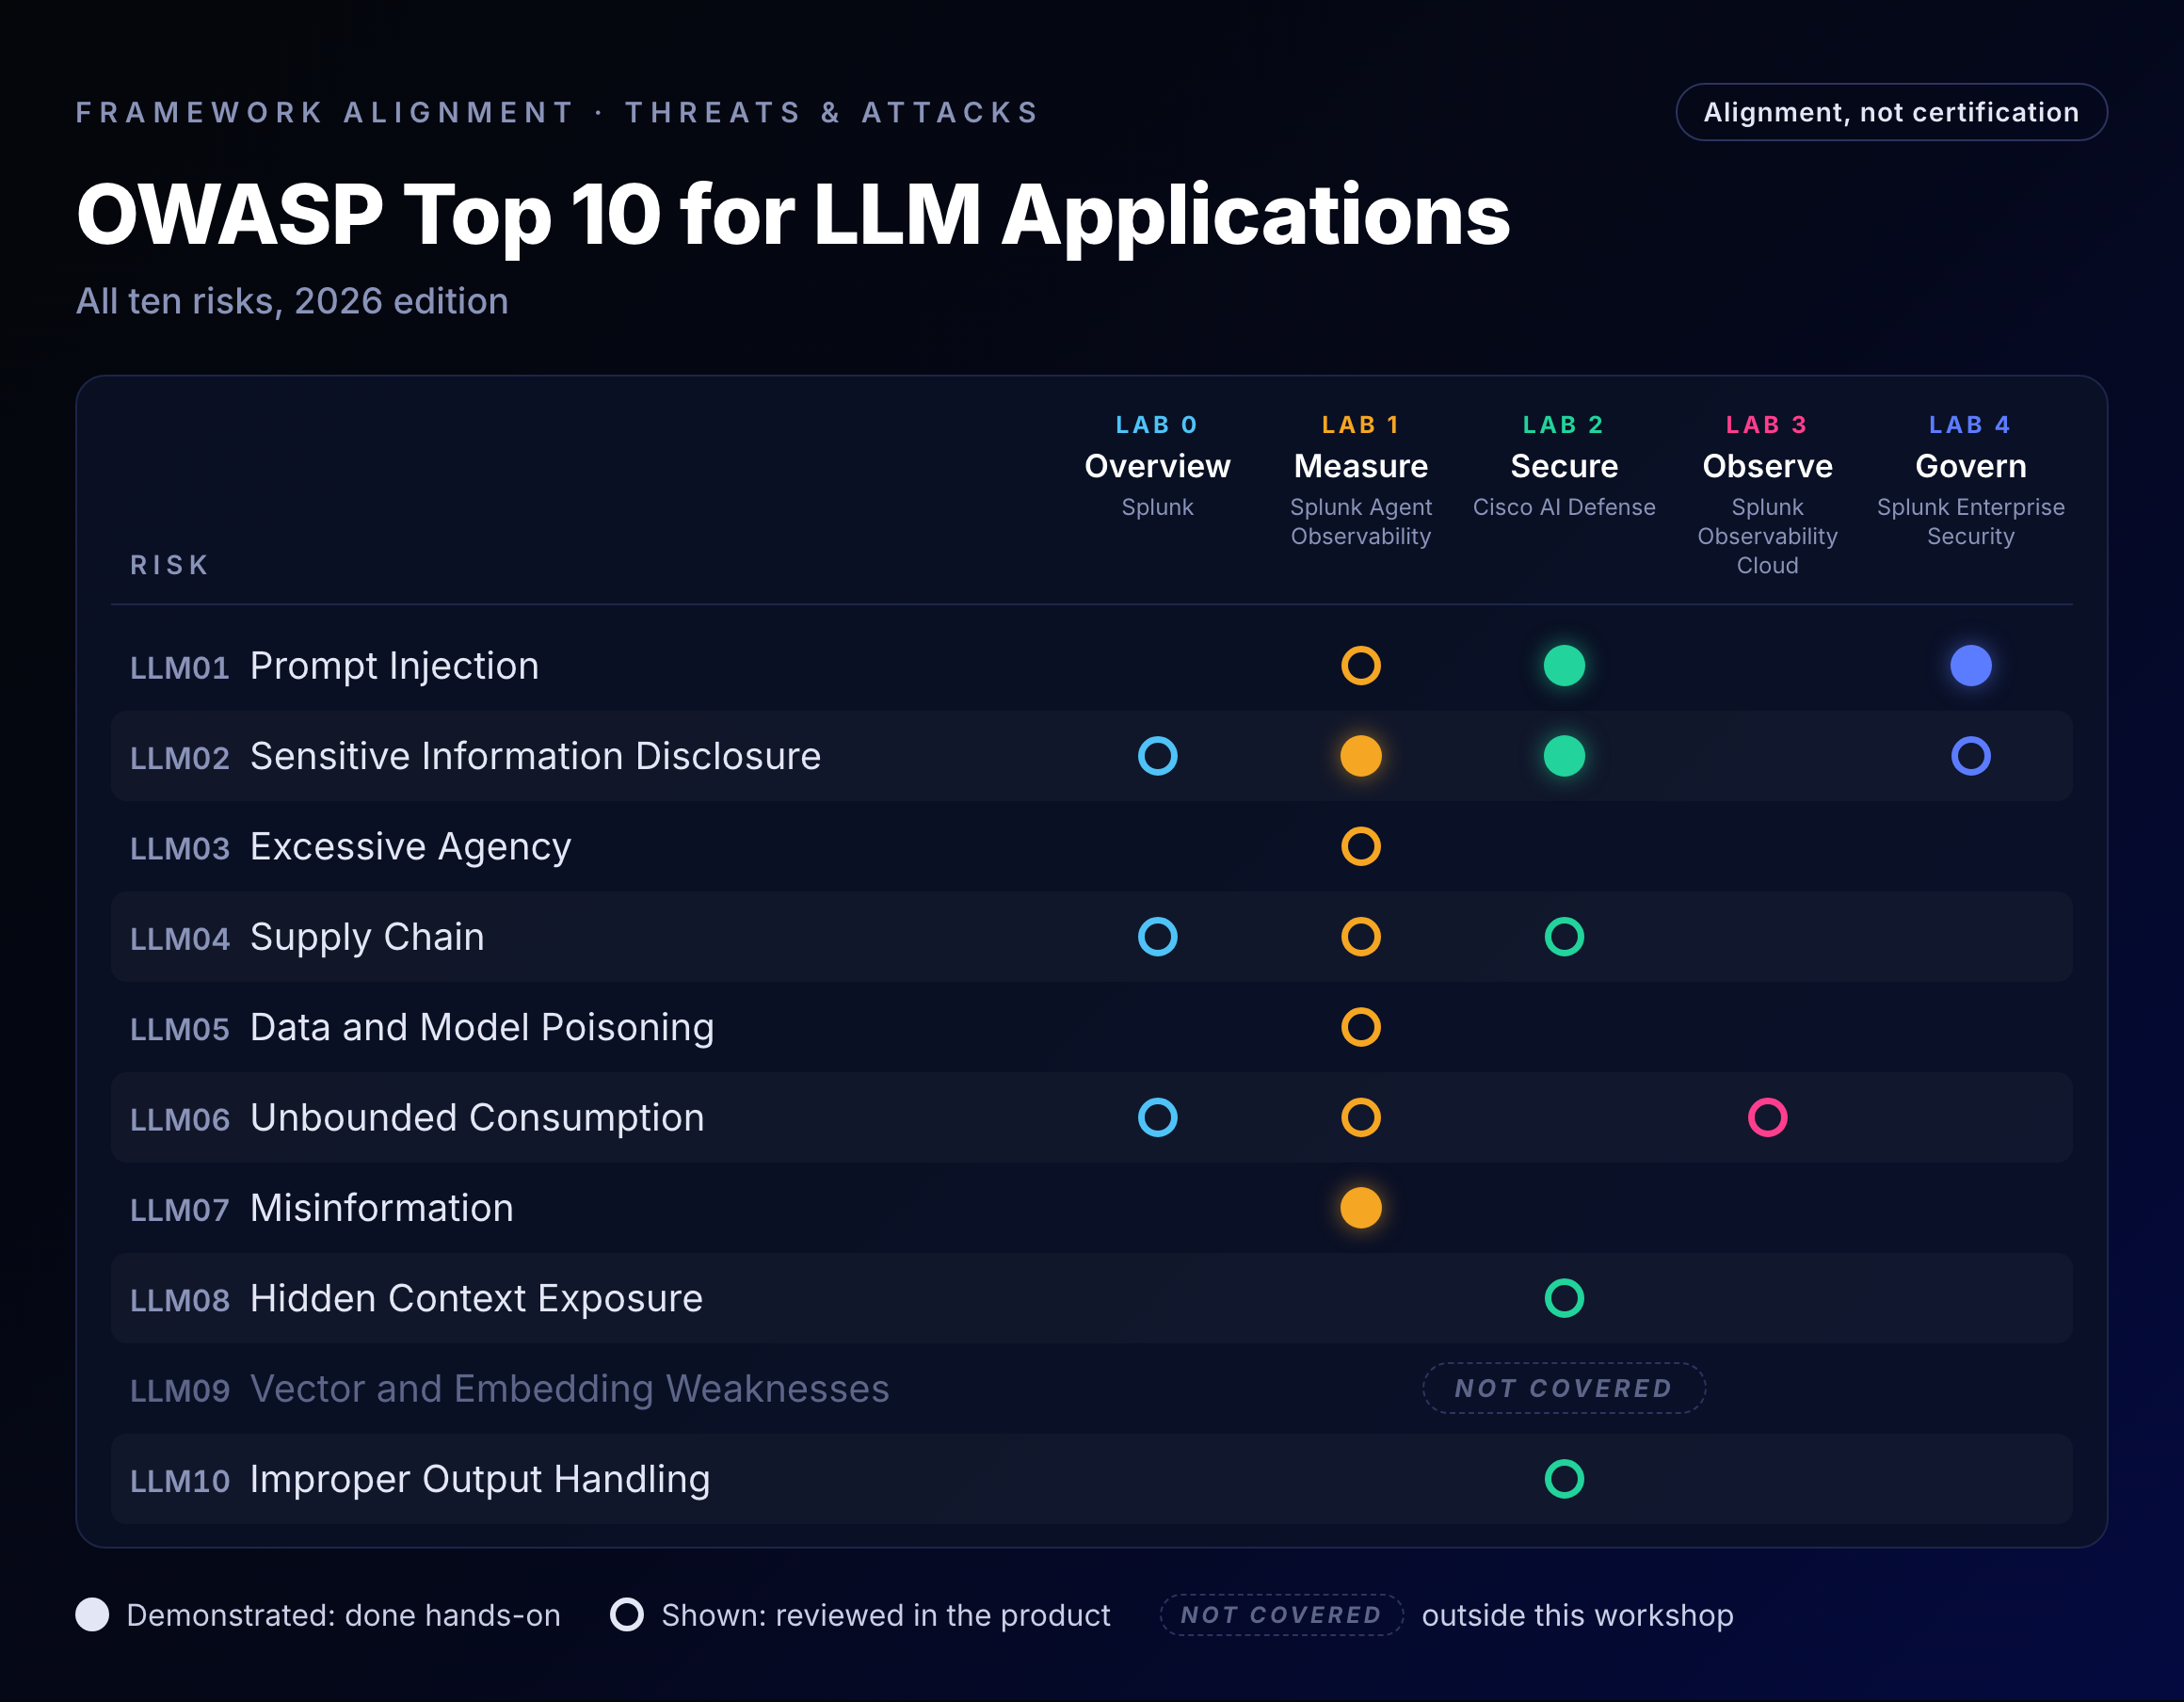 FRAMEWORK ALIGNMENT · THREATS & ATTACKS
Alignment, not certification
OWASP Top 10 for LLM Applications
All ten risks, 2026 edition
RISK
LAB 0
Overview
Splunk
LAB 1
Measure
Splunk Agent
Observability
LAB 2
Secure
Cisco AI Defense
LAB 3
Observe
Splunk
Observability
Cloud
LAB 4
Govern
Splunk Enterprise
Security
LLM01 Prompt Injection
LLM02 Sensitive Information Disclosure
LLM03 Excessive Agency
LLM04 Supply Chain
LLM05 Data and Model Poisoning
LLM06 Unbounded Consumption
LLM07 Misinformation
LLM08 Hidden Context Exposure
LLM09 Vector and Embedding Weaknesses NOT COVERED
LLM10 Improper Output Handling
Demonstrated: done hands-on
Shown: reviewed in the product
NOT COVERED outside this workshop